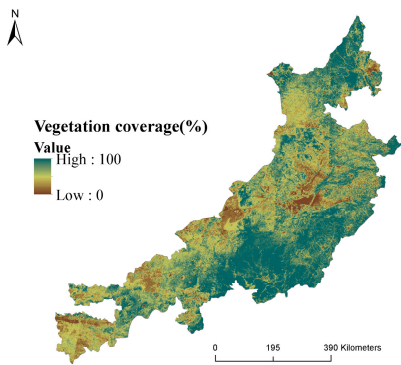 N
Vegetation coverage(%)
Value
High : 100
Low : 0
0 195 390 Kilometers